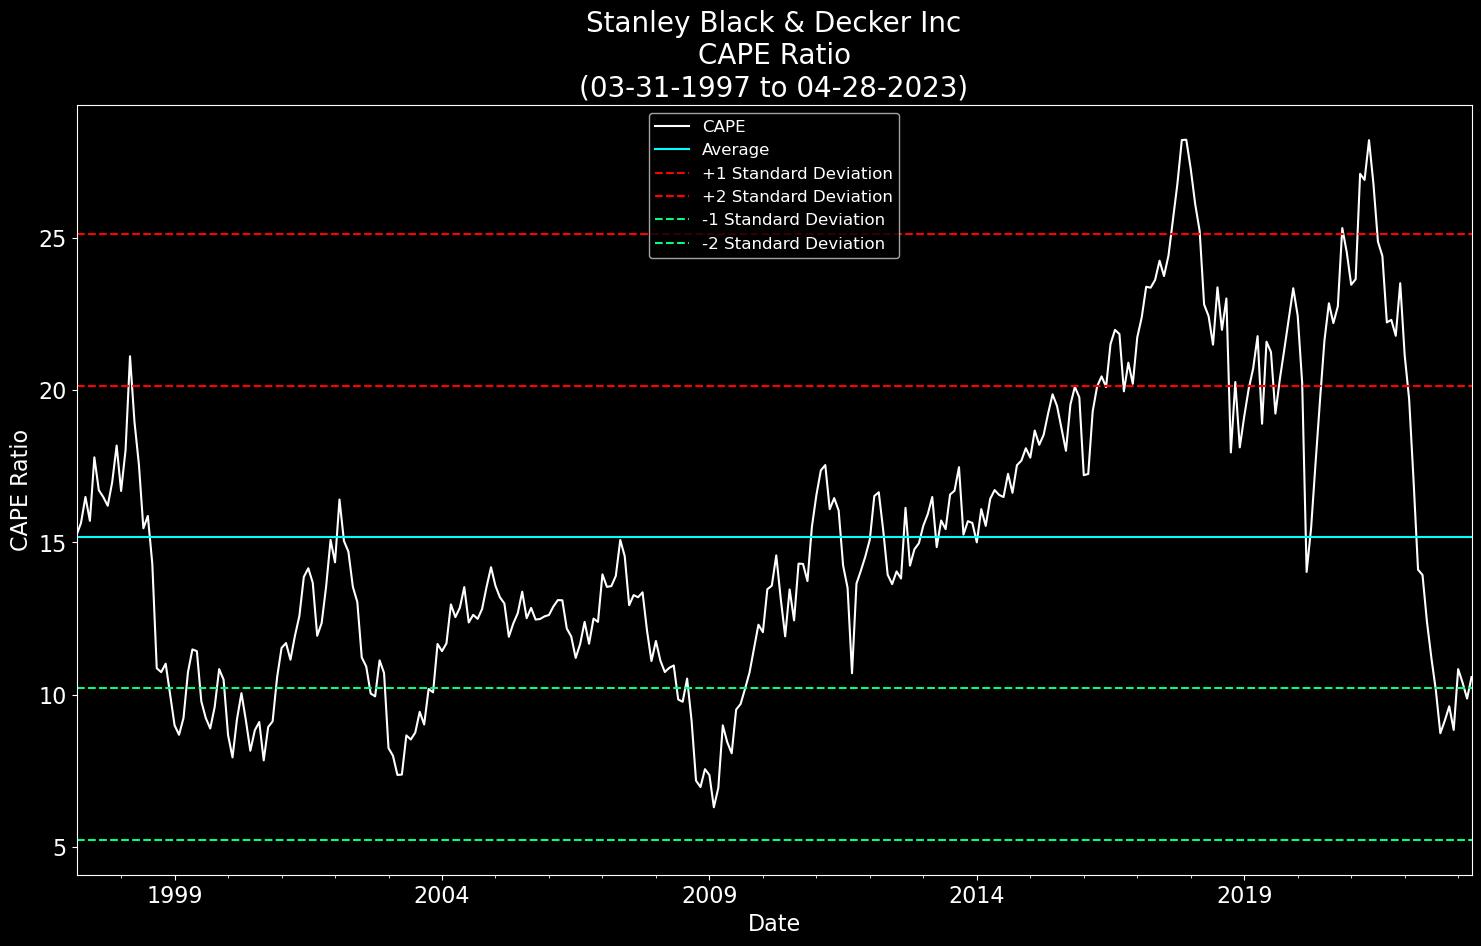 Stanley Black & Decker Inc
CAPE Ratio
(03-31-1997 to 04-28-2023)
CAPE
Average
+1 Standard Deviation
+2 Standard Deviation
-1 Standard Deviation
-2 Standard Deviation
CAPE Ratio
25
20
15
10
5
1999
2004
2009
2014
2019
Date